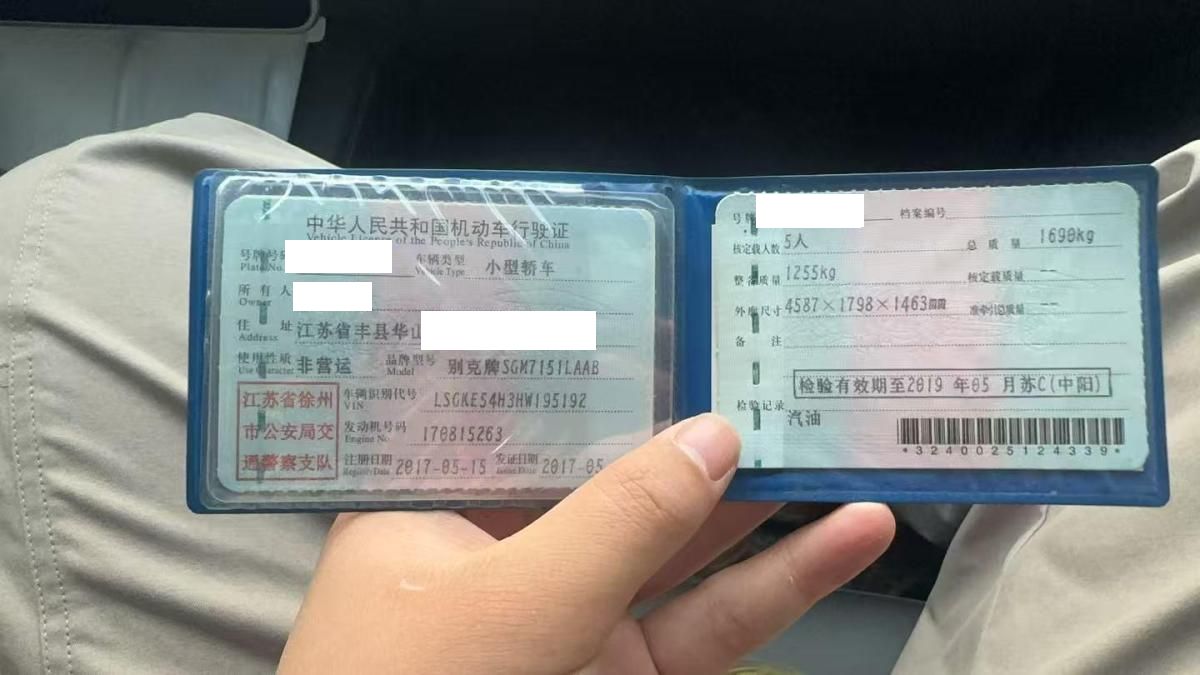 中华人民共和国机动车行驶证
Vehicle License of the People's Republic of China
号牌号码 车辆类型 小型轿车
Plate No. Vehicle Type
所有人
Owner
住址 江苏省丰县华山
Address
使用性质 非营运 品牌型号 别克牌SGM7151LAAB
Use Character Model
江苏省徐州
市公安局交
通警察支队
车辆识别代号 LSGKE54H3HW195192
VIN
发动机号码 170815263
Engine No.
注册日期 2017-05-15 发证日期 2017-05
Register Date Issue Date
号牌 档案编号
核定载人数 5人 总质量 1690kg
整备质量 1255kg 核定载质量 --
外廓尺寸 4587×1798×1463 准牵引总质量 --
备注
检验有效期至2019 年05 月苏C(中阳)
检验记录
汽油
*3240025124339*